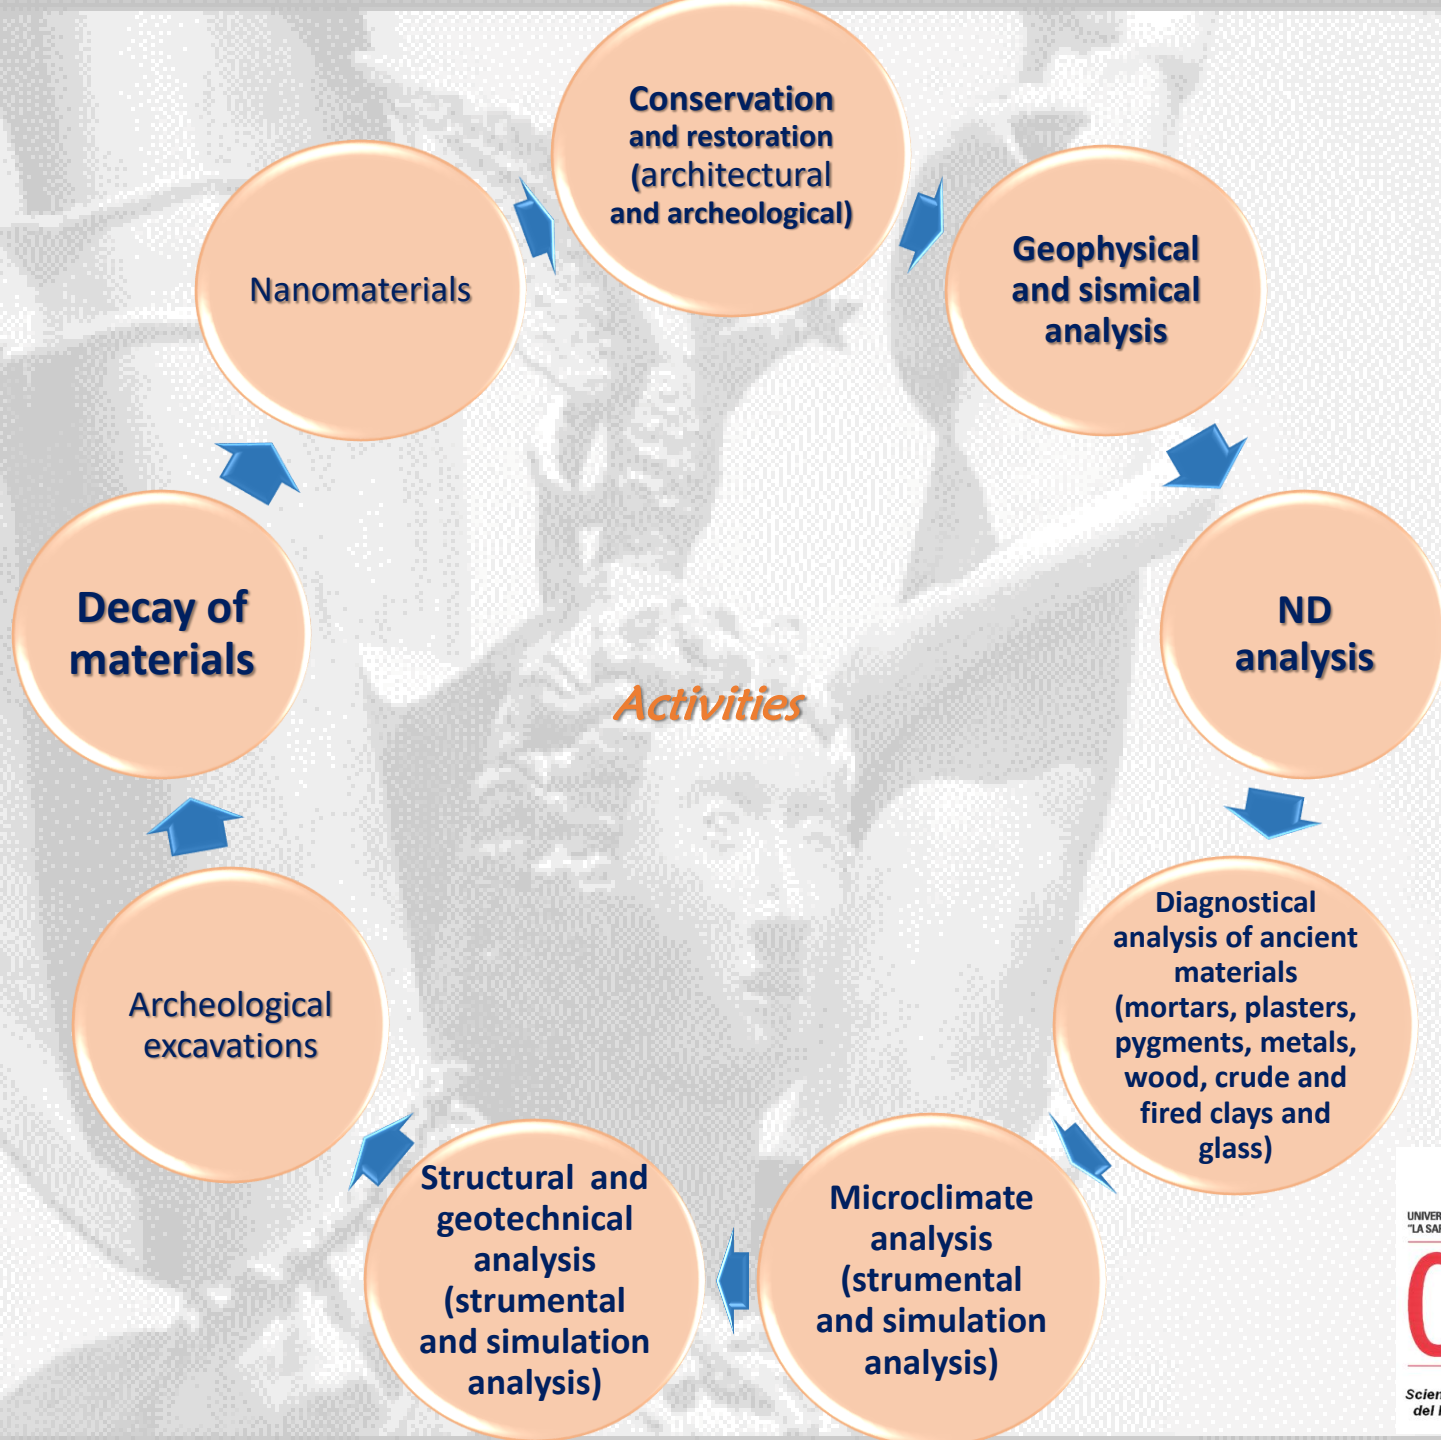 Conservation
and restoration
(architectural
and archeological)
Geophysical
and sismical
analysis
ND
analysis
Diagnostical
analysis of ancient
materials
(mortars, plasters,
pygments, metals,
wood, crude and
fired clays and
glass)
Microclimate
analysis
(strumental
and simulation
analysis)
Structural and
geotechnical
analysis
(strumental
and simulation
analysis)
Archeological
excavations
Decay of
materials
Nanomaterials
Activities
"LA
del